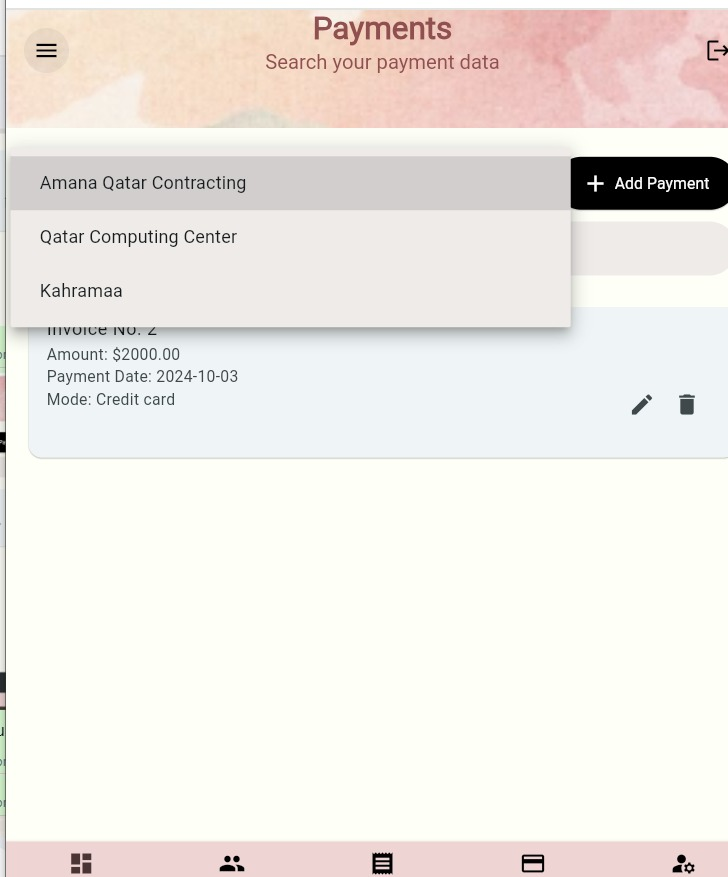 Payments
Search your payment data
Amana Qatar Contracting
Add Payment
Qatar Computing Center
Kahramaa
Invoice No: 2
Amount: $2000.00
Payment Date: 2024-10-03
Mode: Credit card